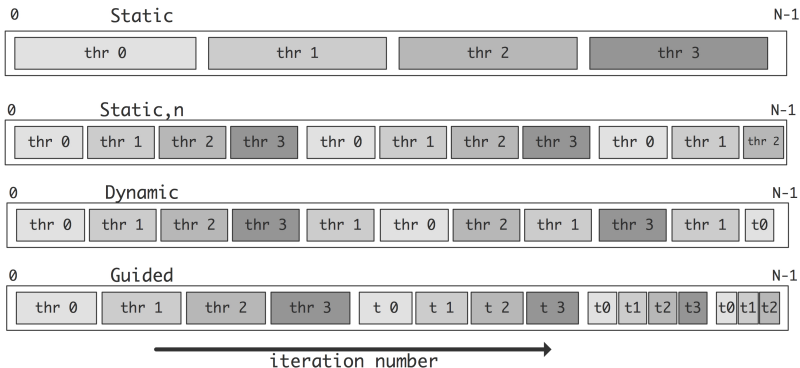 0 Static N-1
thr 0 thr 1 thr 2 thr 3
0 Static,n N-1
thr 0 thr 1 thr 2 thr 3 thr 0 thr 1 thr 2 thr 3 thr 0 thr 1 thr 2
0 Dynamic N-1
thr 0 thr 1 thr 2 thr 3 thr 1 thr 0 thr 2 thr 1 thr 3 thr 1 t0
0 Guided N-1
thr 0 thr 1 thr 2 thr 3 t 0 t 1 t 2 t 3 t0 t1 t2 t3 t0 t1 t2
iteration number